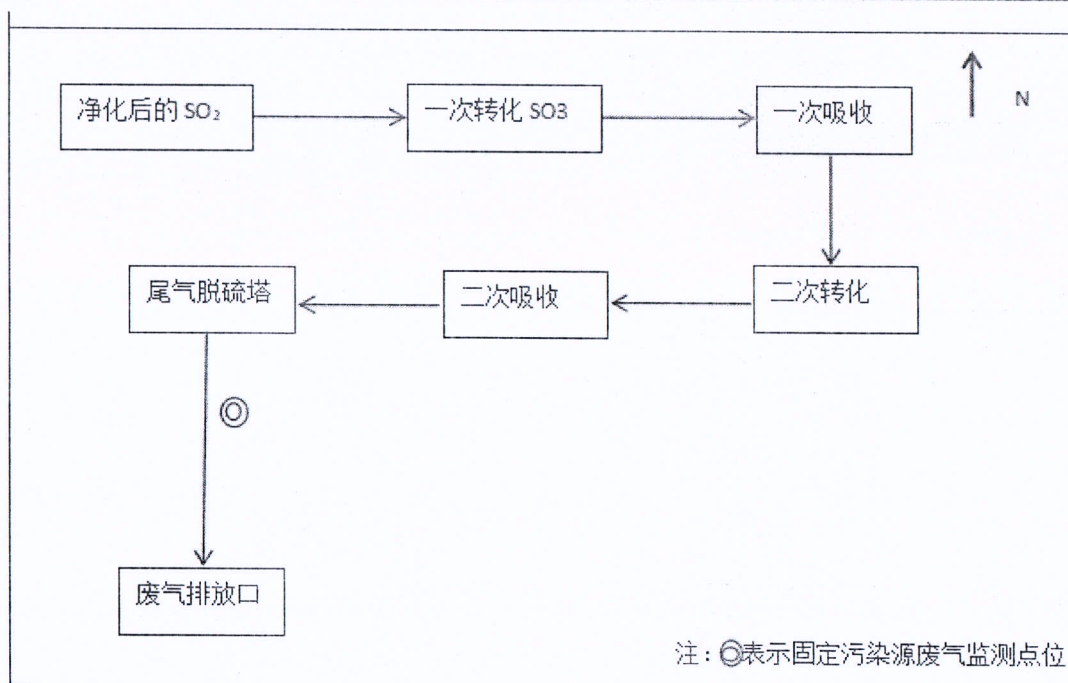 净化后的 SO₂
一次转化 SO3
一次吸收
N
尾气脱硫塔
二次吸收
二次转化
废气排放口
注：◎表示固定污染源废气监测点位